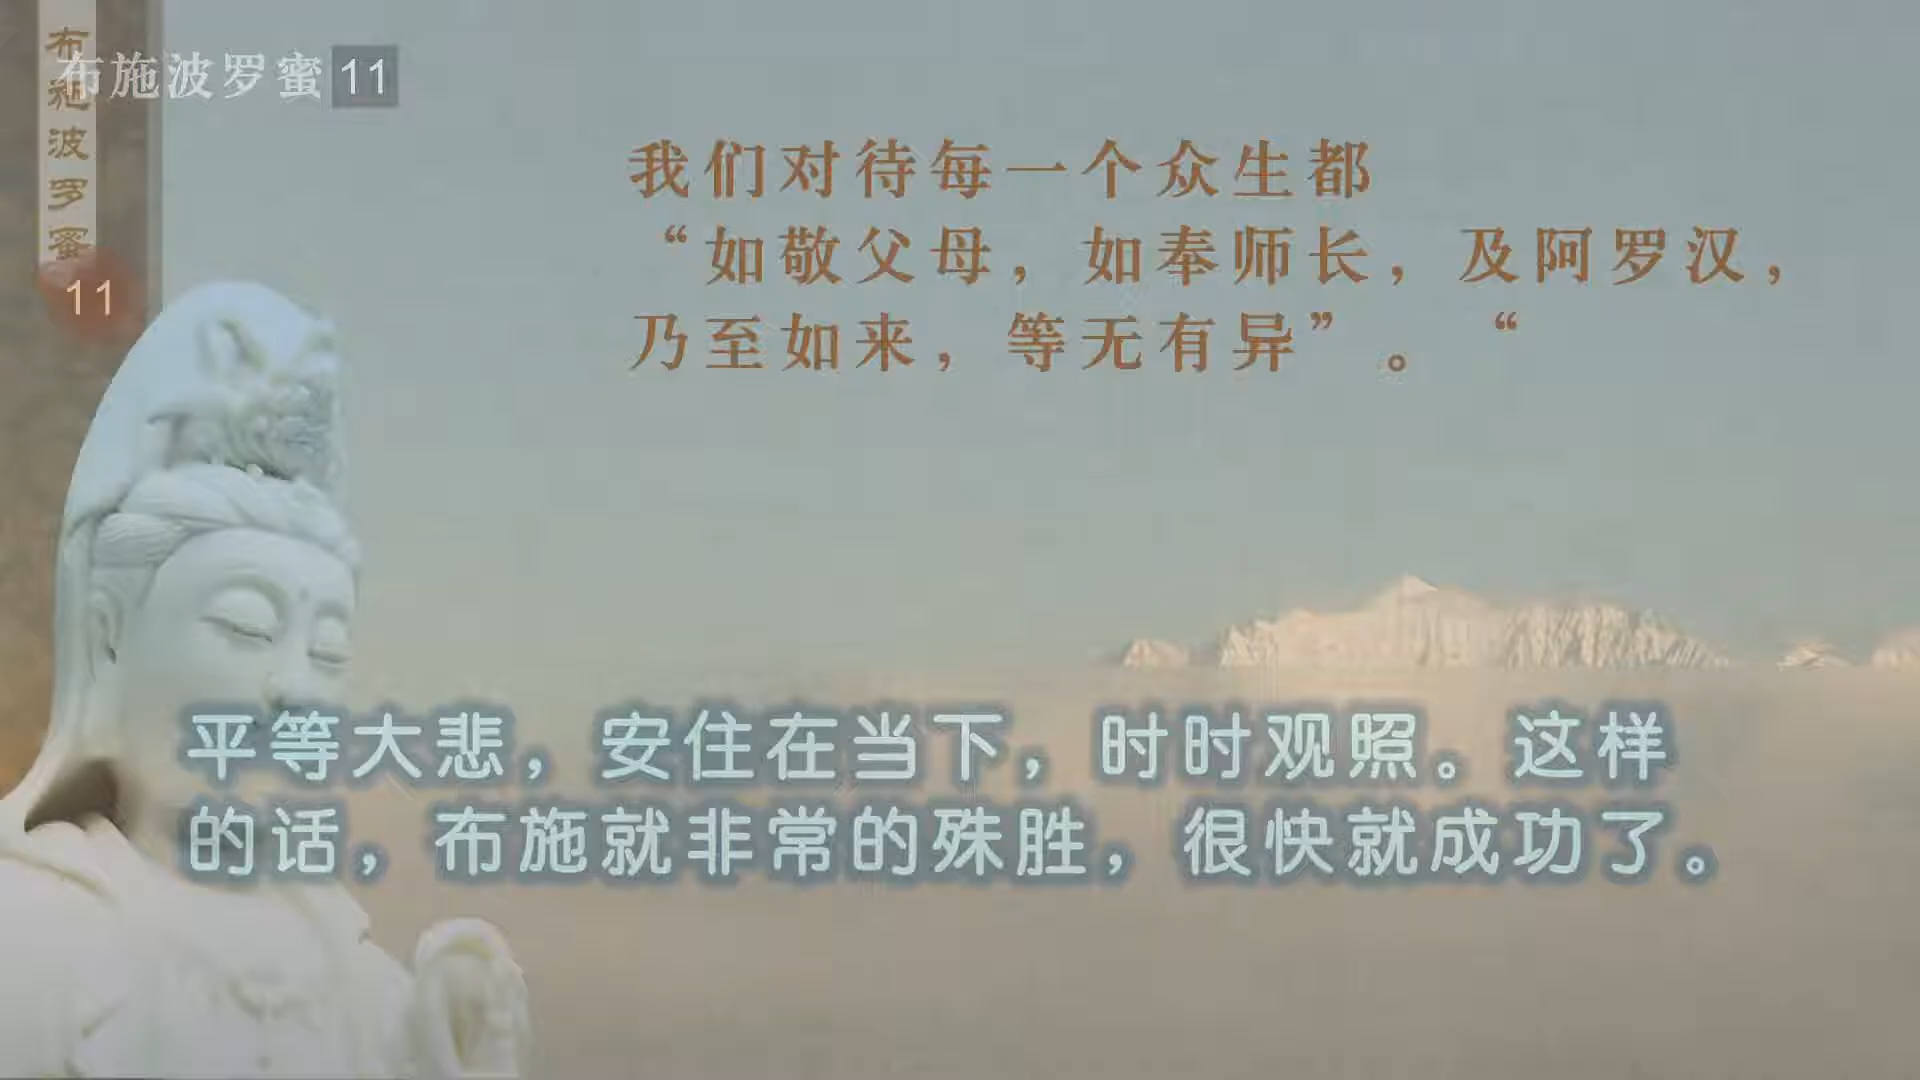 布施波罗蜜 11
布施波罗蜜
11
我们对待每一个众生都
“如敬父母，如奉师长，及阿罗汉，
乃至如来，等无有异”。“
平等大悲，安住在当下，时时观照。这样
的话，布施就非常的殊胜，很快就成功了。